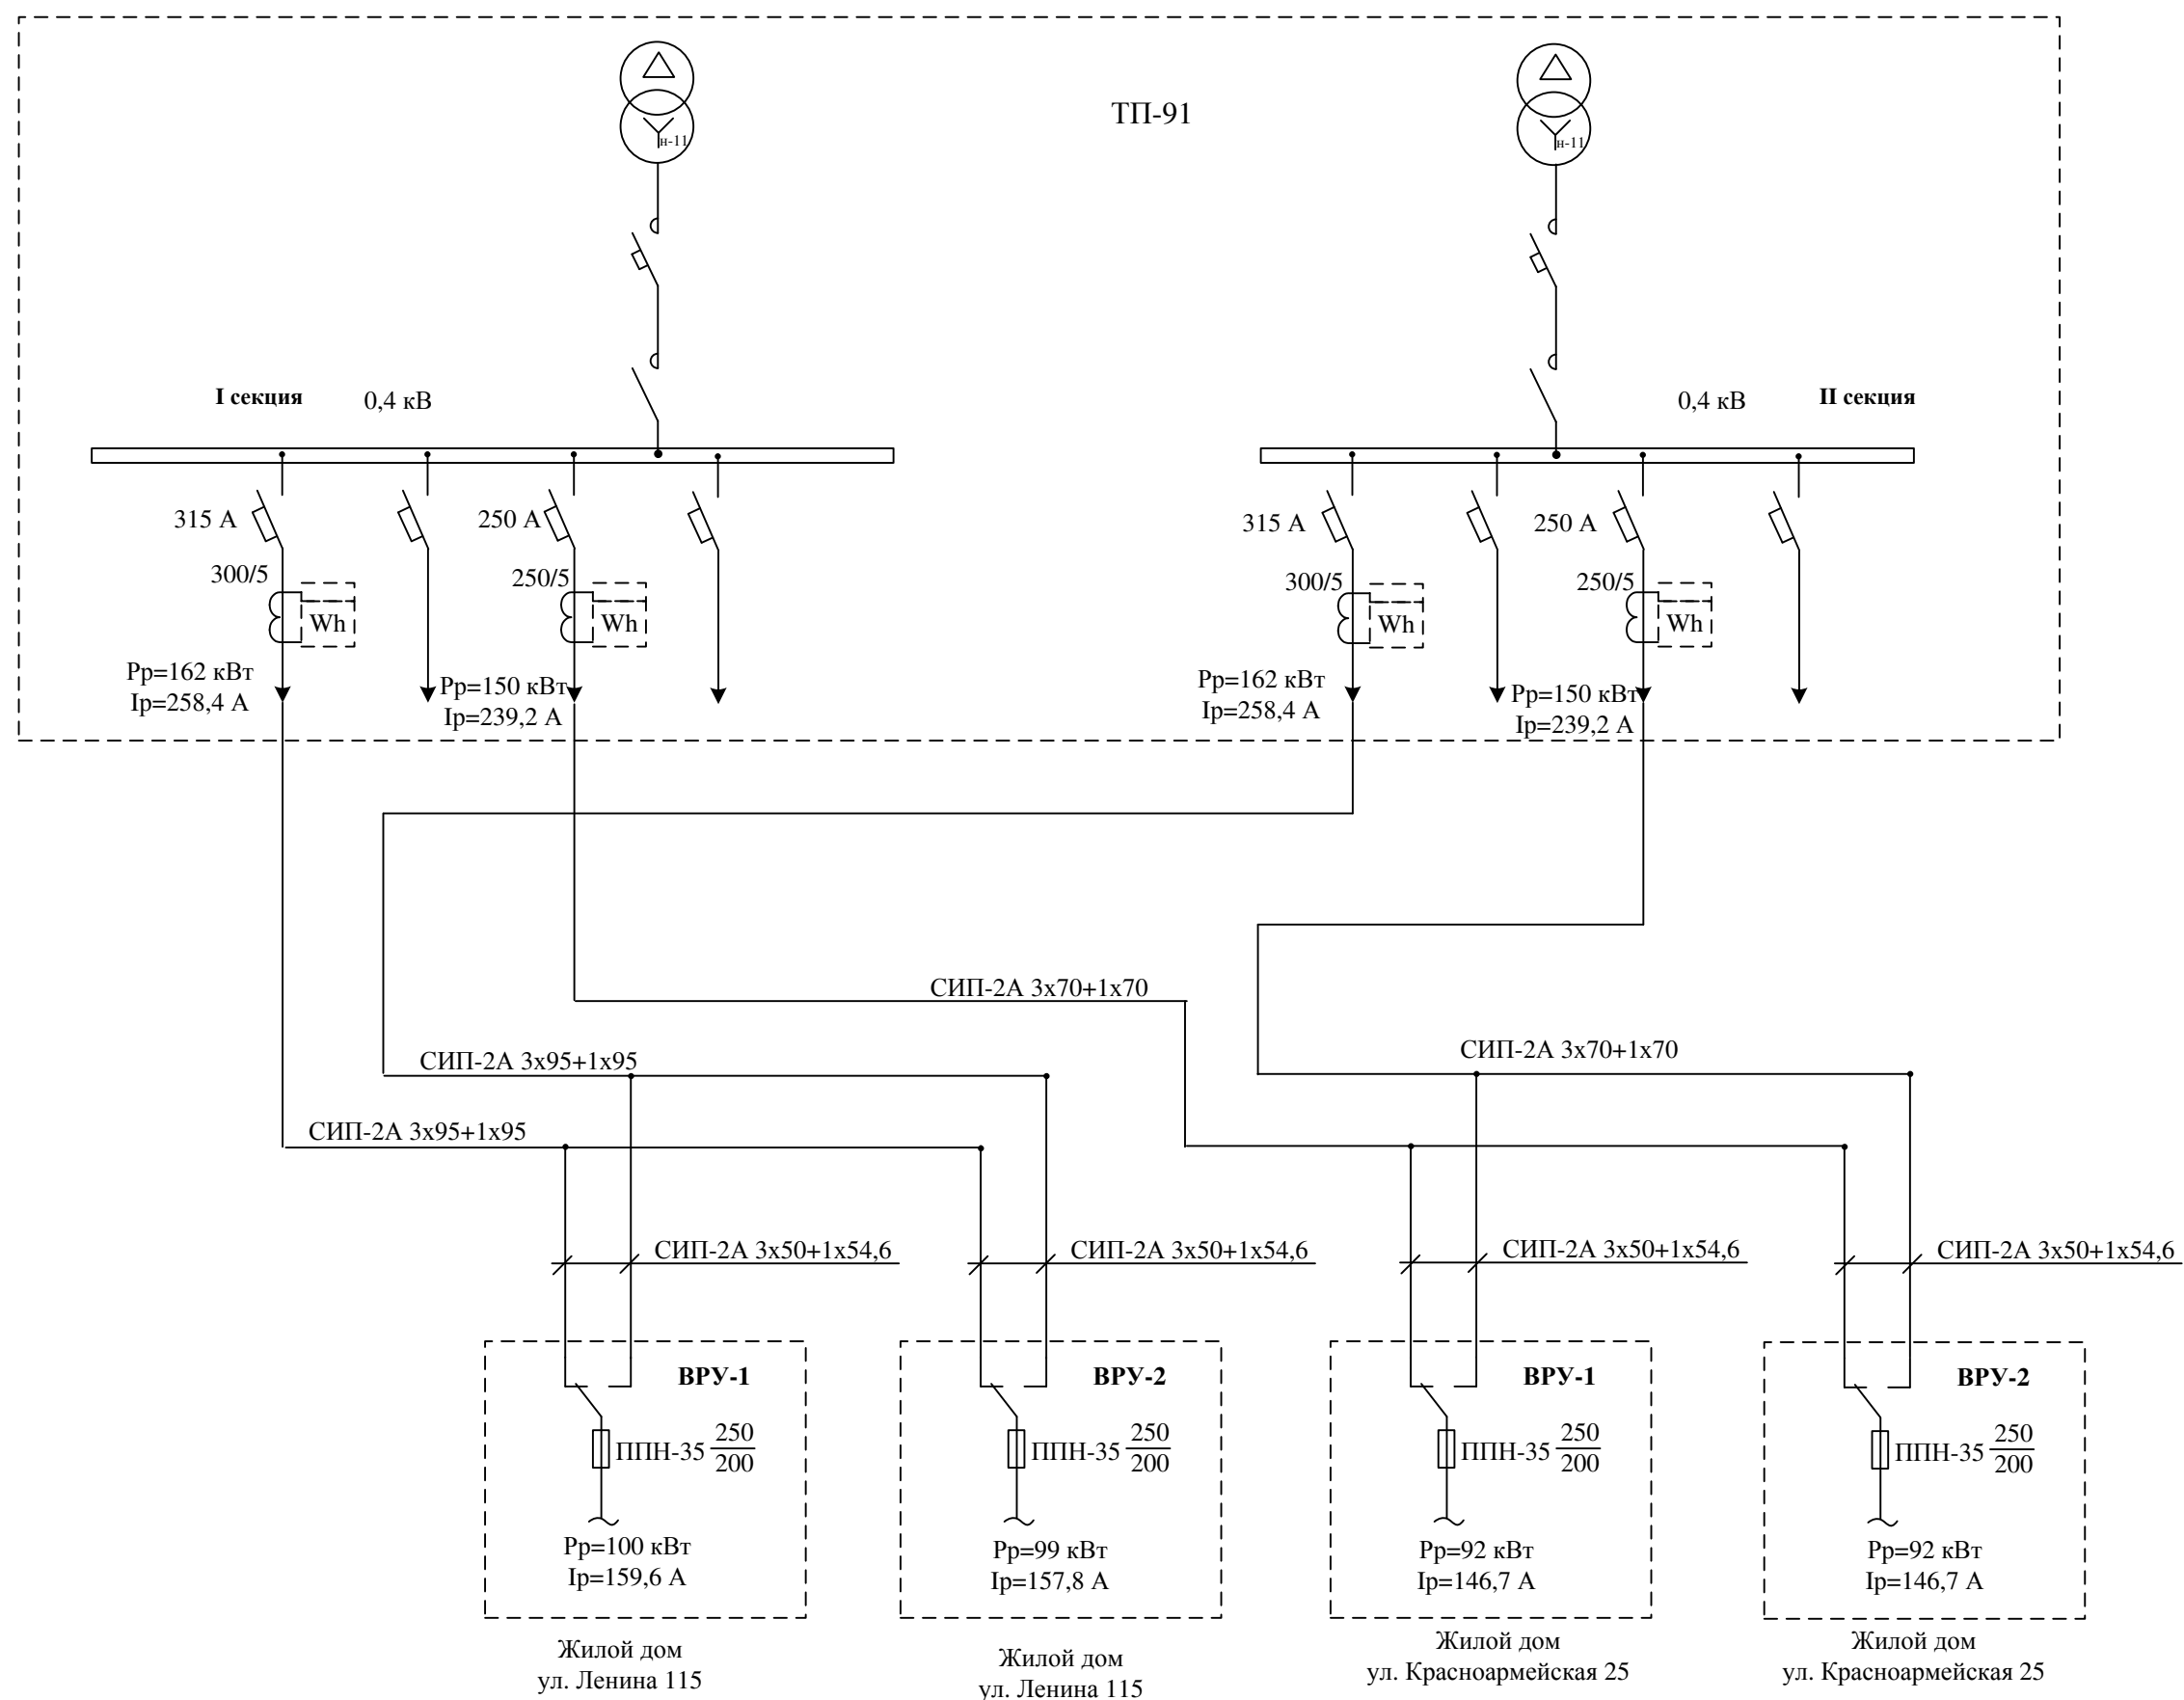 ТП-91
н-11
н-11
I секция
0,4 кВ
0,4 кВ
II секция
315 А
250 А
315 А
250 А
300/5
250/5
300/5
250/5
Wh
Wh
Wh
Wh
Рр=162 кВт
Iр=258,4 А
Рр=150 кВт
Iр=239,2 А
Рр=162 кВт
Iр=258,4 А
Рр=150 кВт
Iр=239,2 А
СИП-2А 3х70+1х70
СИП-2А 3х95+1х95
СИП-2А 3х70+1х70
СИП-2А 3х95+1х95
СИП-2А 3х50+1х54,6
СИП-2А 3х50+1х54,6
СИП-2А 3х50+1х54,6
СИП-2А 3х50+1х54,6
ВРУ-1
ППН-35 250
200
Рр=100 кВт
Iр=159,6 А
Жилой дом
ул. Ленина 115
ВРУ-2
ППН-35 250
200
Рр=99 кВт
Iр=157,8 А
Жилой дом
ул. Ленина 115
ВРУ-1
ППН-35 250
200
Рр=92 кВт
Iр=146,7 А
Жилой дом
ул. Красноармейская 25
ВРУ-2
ППН-35 250
200
Рр=92 кВт
Iр=146,7 А
Жилой дом
ул. Красноармейская 25